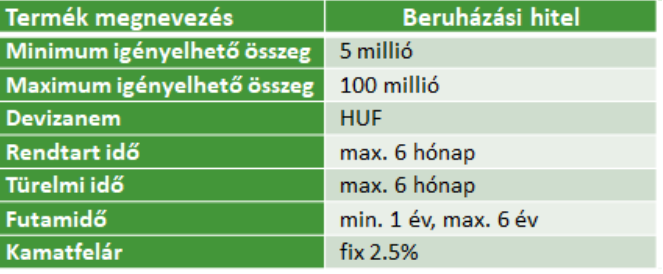 Termék megnevezés Beruházási hitel
Minimum igényelhető összeg 5 millió
Maximum igényelhető összeg 100 millió
Devizanem HUF
Rendtart idő max. 6 hónap
Türelmi idő max. 6 hónap
Futamidő min. 1 év, max. 6 év
Kamatfelár fix 2.5%